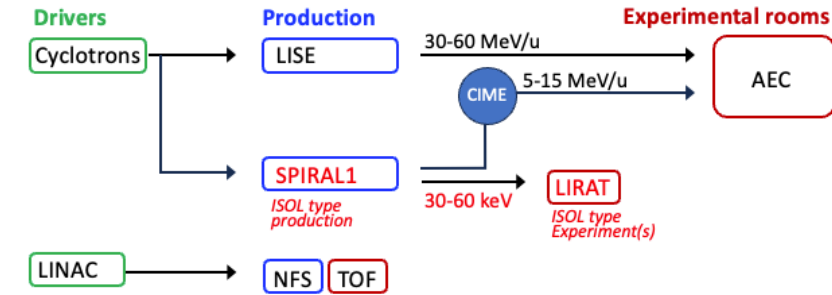 Drivers
Production
Experimental rooms
Cyclotrons
LISE
30-60 MeV/u
AEC
CIME
5-15 MeV/u
SPIRAL1
ISOL type
production
30-60 keV
LIRAT
ISOL type
Experiment(s)
LINAC
NFS
TOF